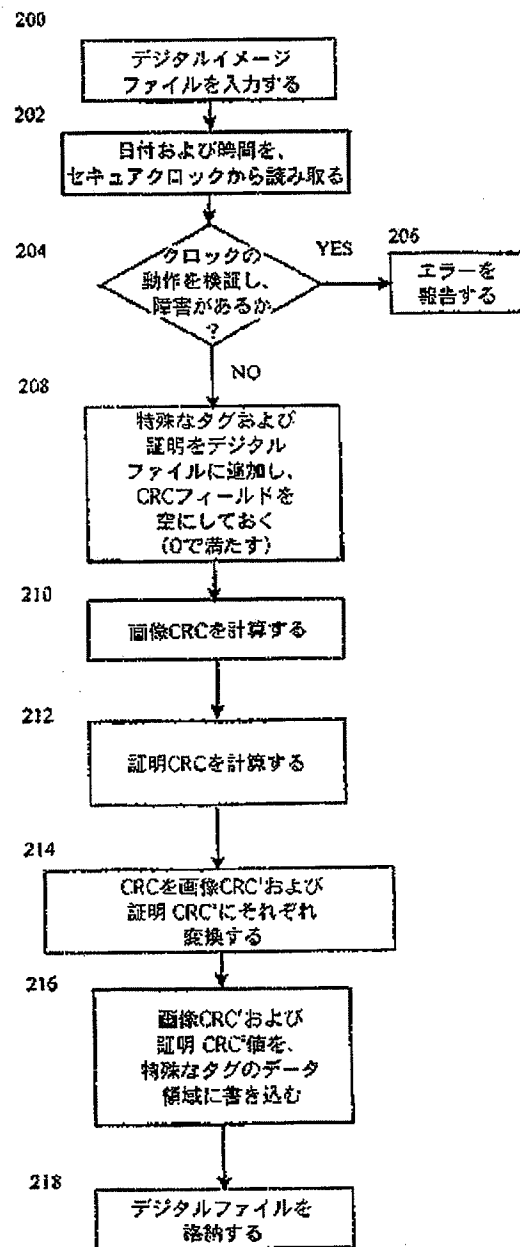 200
デジタルイメージ
ファイルを入力する
202
日付および時間を、
セキュアクロックから読み取る
204
クロックの
動作を検証し、
障害があるか
?
YES
206
エラーを
報告する
NO
208
特殊なタグおよび
証明をデジタル
ファイルに追加し、
CRCフィールドを
空にしておく
(0で満たす)
210
画像CRCを計算する
212
証明CRCを計算する
214
CRCを画像CRC'および
証明 CRC'にそれぞれ
変換する
216
画像CRC'および
証明 CRC'値を、
特殊なタグのデータ
領域に書き込む
218
デジタルファイルを
格納する